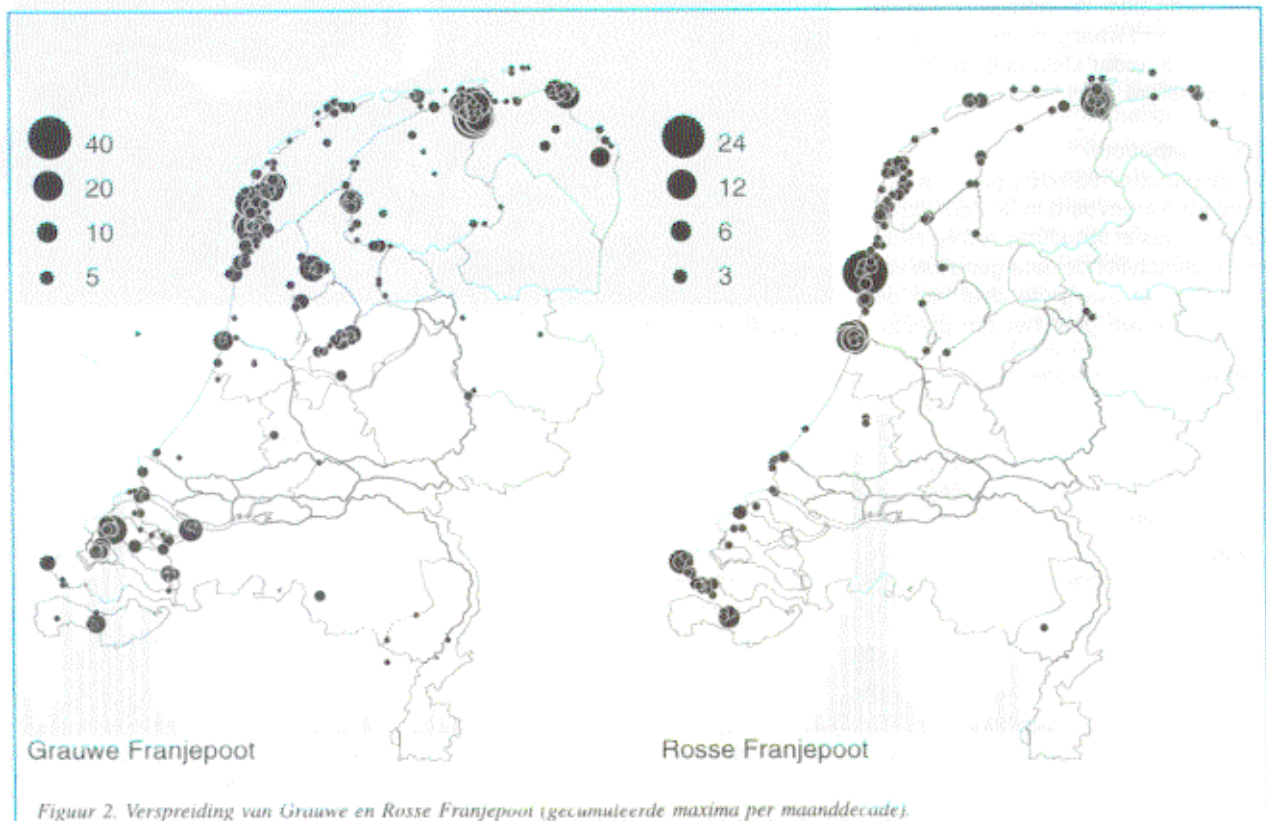 40
20
10
5
Grauwe Franjepoot
24
12
6
3
Rosse Franjepoot
Figuur 2. Verspreiding van Grauwe en Rosse Franjepoot (gecumuleerde maxima per maanddecade).